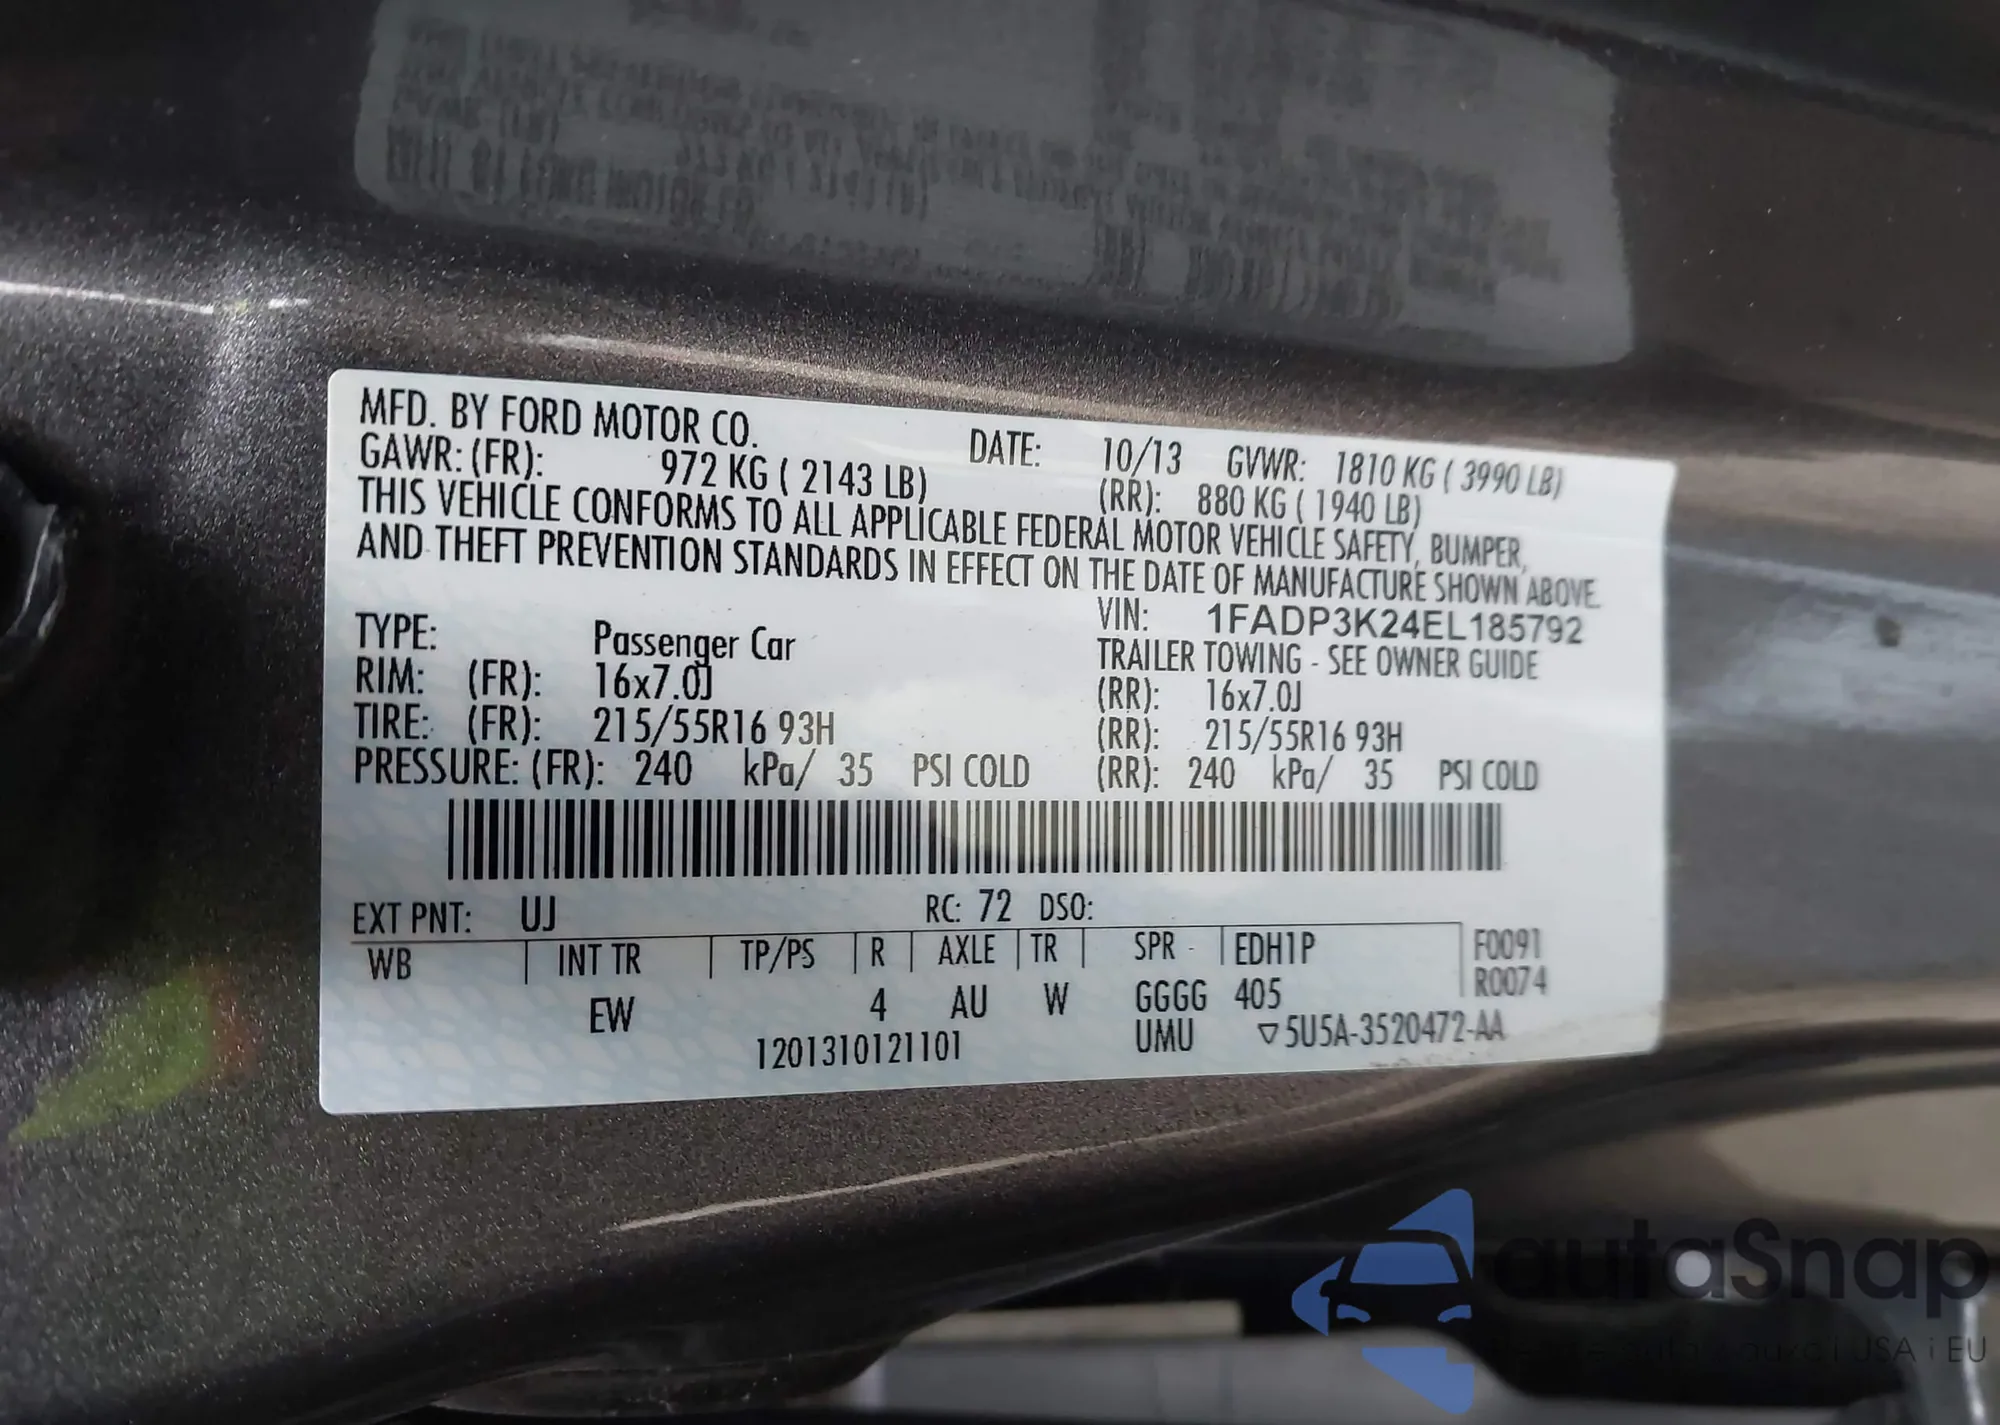 MFD. BY FORD MOTOR CO. DATE: 10/13 GVWR: 1810 KG ( 3990 LB)
GAWR: (FR): 972 KG ( 2143 LB) (RR): 880 KG ( 1940 LB)
THIS VEHICLE CONFORMS TO ALL APPLICABLE FEDERAL MOTOR VEHICLE SAFETY, BUMPER,
AND THEFT PREVENTION STANDARDS IN EFFECT ON THE DATE OF MANUFACTURE SHOWN ABOVE.
VIN: 1FADP3K24EL185792
TYPE: Passenger Car TRAILER TOWING - SEE OWNER GUIDE
RIM: (FR): 16x7.0J (RR): 16x7.0J
TIRE: (FR): 215/55R16 93H (RR): 215/55R16 93H
PRESSURE: (FR): 240 kPa/ 35 PSI COLD (RR): 240 kPa/ 35 PSI COLD
EXT PNT: UJ RC: 72 DSO:
WB INT TR TP/PS R AXLE TR SPR - EDH1P F0091
EW 4 AU W GGGG 405 R0074
1201310121101 UMU ▽5U5A-3520472-AA
autaSnap
USA i EU